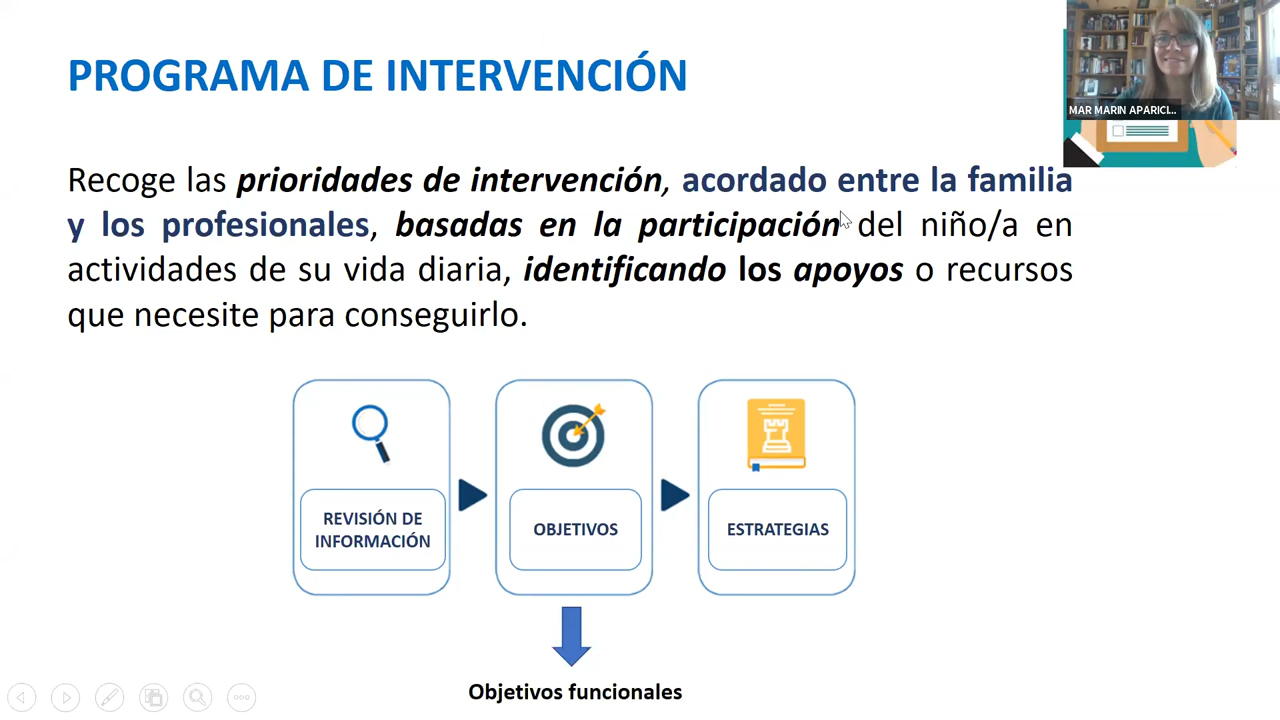 PROGRAMA DE INTERVENCIÓN
MAR MARIN APARICI...
Recoge las prioridades de intervención, acordado entre la familia
y los profesionales, basadas en la participación del niño/a en
actividades de su vida diaria, identificando los apoyos o recursos
que necesite para conseguirlo.
REVISIÓN DE
INFORMACIÓN
OBJETIVOS
ESTRATEGIAS
Objetivos funcionales